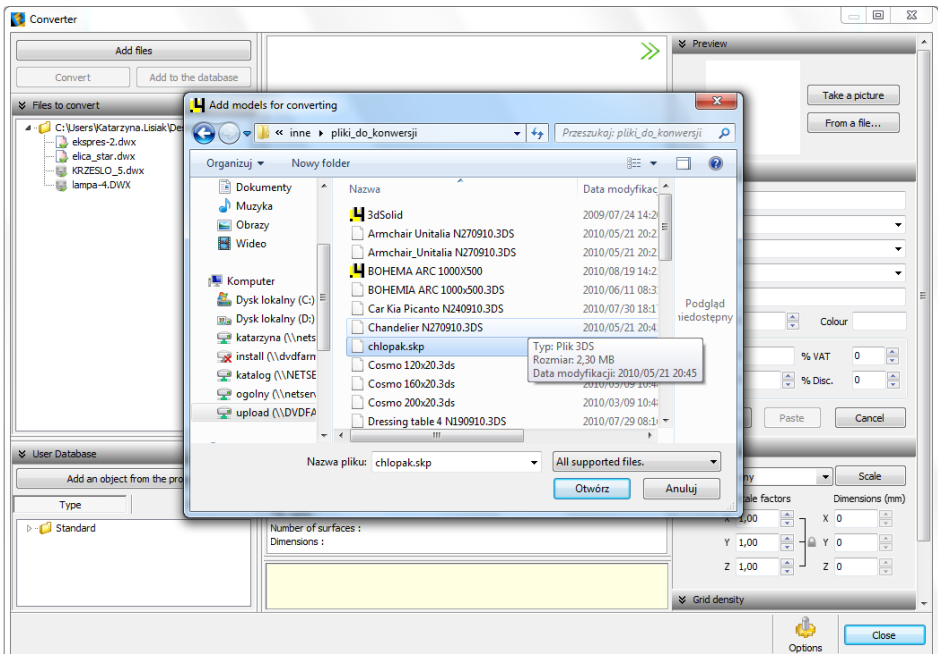 Converter
Add files
Convert
Add to the database
Files to convert
C:\Users\Katarzyna.Lisiak\De
ekspres-2.dwx
elica_star.dwx
KRZESLO_5.dwx
lampa-4.DWX
User Database
Add an object from the pro
Type
Standard
Add models for converting
« inne
pliki_do_konwersji
Przeszukaj: pliki_do_konwersji
Organizuj
Nowy folder
Dokumenty
Muzyka
Obrazy
Wideo
Komputer
Dysk lokalny (C:)
Dysk lokalny (D:)
katarzyna (\\nets
install (\\dvdfarn
katalog (\\NETSE
ogolny (\\netserv
upload (\\DVDFA
Nazwa
Data modyfikac
3dSolid
2009/07/24 14:20
Armchair Unitalia N270910.3DS
2010/05/21 20:2
Armchair_Unitalia N270910.3DS
2010/05/21 20:2
BOHEMA ARC 1000X500
2010/08/19 14:2
BOHEMIA ARC 1000x500.3DS
2010/06/11 08:3
Car Kia Picanto N240910.3DS
2010/07/30 18:1
Chandelier N270910.3DS
2010/05/21 20:4
chlopak.skp
Cosmo 120x20.3ds
Cosmo 160x20.3ds
2010/03/09 10:4
Cosmo 200x20.3ds
2010/03/09 10:4
Dressing table 4 N190910.3DS
2010/07/29 08:1
Typ: Plik 3DS
Rozmiar: 2,30 MB
Data modyfikacji: 2010/05/21 20:45
Podgląd
niedostępny
Nazwa pliku:
chlopak.skp
All supported files.
Otwórz
Anuluj
Number of surfaces :
Dimensions :
Preview
Take a picture
From a file...
Colour
% VAT
0
% Disc.
0
Paste
Cancel
ny
Scale
ale factors
Dimensions (mm)
X 1,00
X 0
Y 1,00
Y 0
Z 1,00
Z 0
Grid density
Options
Close